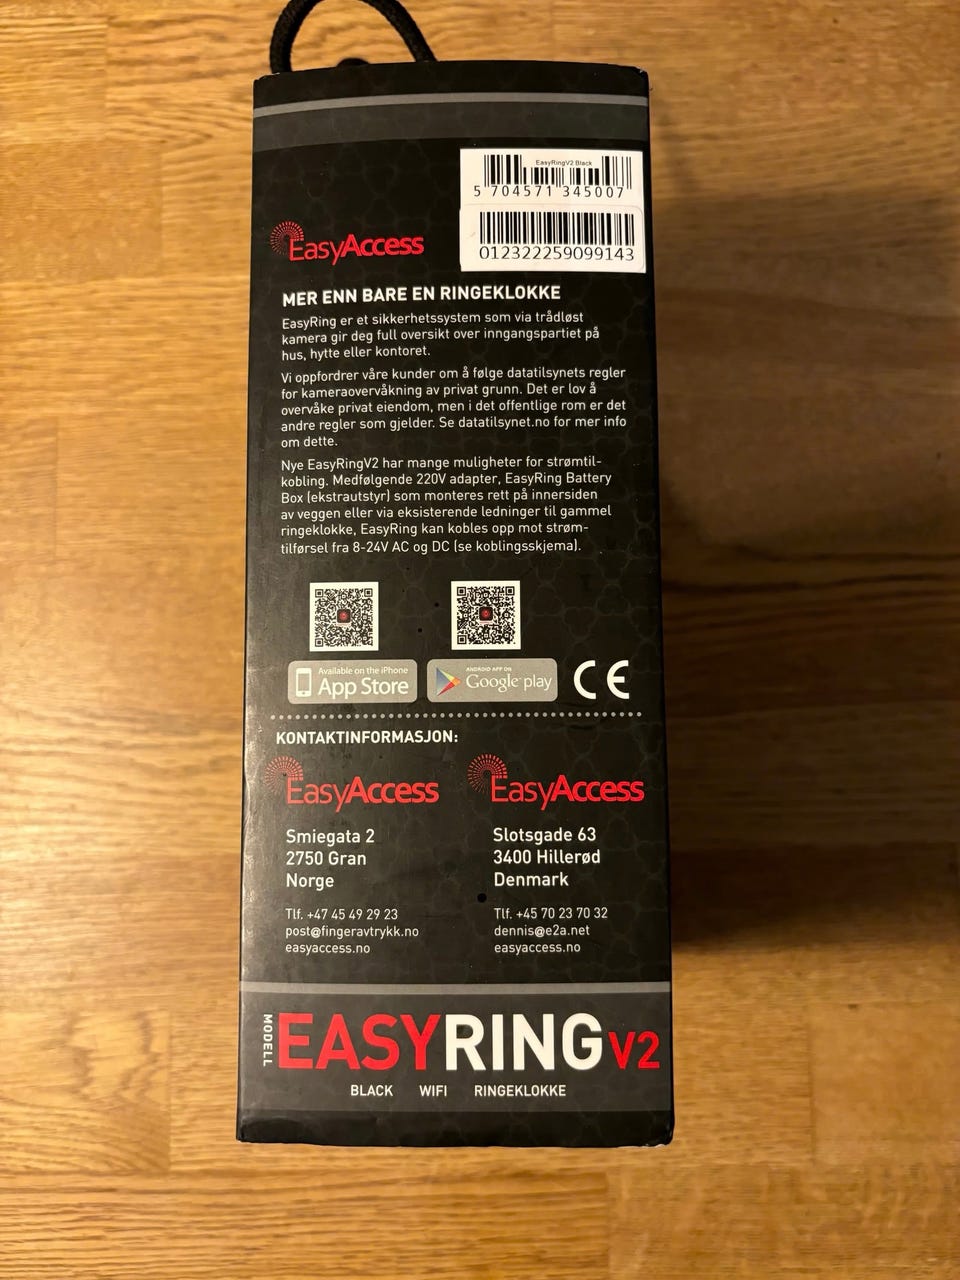 EasyRingV2 Black
5 704571 345007
012322259099143
EasyAccess
MER ENN BARE EN RINGEKLOKKE
EasyRing er et sikkerhetssystem som via trådløst
kamera gir deg full oversikt over inngangspartiet på
hus, hytte eller kontoret.
Vi oppfordrer våre kunder om å følge datatilsynets regler
for kameraovervåkning av privat grunn. Det er lov å
overvåke privat eiendom, men i det offentlige rom er det
andre regler som gjelder. Se datatilsynet.no for mer info
om dette.
Nye EasyRingV2 har mange muligheter for strømtil-
kobling. Medfølgende 220V adapter, EasyRing Battery
Box (ekstrautstyr) som monteres rett på innersiden
av veggen eller via eksisterende ledninger til gammel
ringeklokke, EasyRing kan kobles opp mot strøm-
tilførsel fra 8-24V AC og DC (se koblingsskjema).
Available on the iPhone
App Store
ANDROID APP ON
Google play
CE
KONTAKTINFORMASJON:
EasyAccess
Smiegata 2
2750 Gran
Norge
Tlf. +47 45 49 29 23
post@fingeravtrykk.no
easyaccess.no
EasyAccess
Slotsgade 63
3400 Hillerød
Denmark
Tlf. +45 70 23 70 32
dennis@e2a.net
easyaccess.no
MODELL
EASYRING V2
BLACK WIFI RINGEKLOKKE